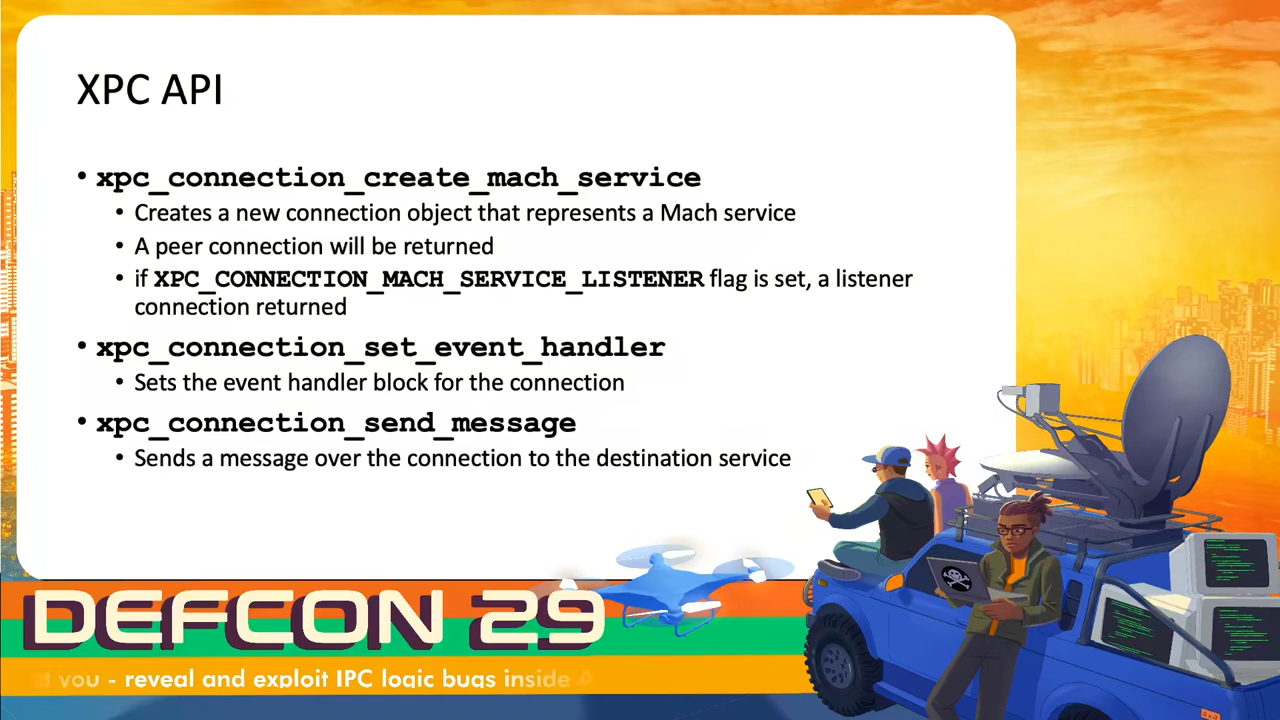 XPC API
• xpc_connection_create_mach_service
• Creates a new connection object that represents a Mach service
• A peer connection will be returned
• if XPC_CONNECTION_MACH_SERVICE_LISTENER flag is set, a listener
connection returned
• xpc_connection_set_event_handler
• Sets the event handler block for the connection
• xpc_connection_send_message
• Sends a message over the connection to the destination service
DEFCON 29
you - reveal and exploit IPC logic bugs inside